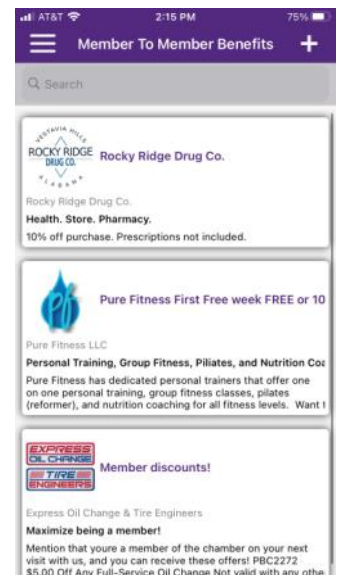 AT&T 2:15 PM 75%
Member To Member Benefits +
Search
VESTAVIA HILLS
ROCKY RIDGE
DRUG CO.
ALABAMA
Rocky Ridge Drug Co.
Rocky Ridge Drug Co.
Health. Store. Pharmacy.
10% off purchase. Prescriptions not included.
Pf
Pure Fitness First Free week FREE or 10
Pure Fitness LLC
Personal Training, Group Fitness, Piliates, and Nutrition Coa
Pure Fitness has dedicated personal trainers that offer one
on one personal training, group fitness classes, pilates
(reformer), and nutrition coaching for all fitness levels. Want t
EXPRESS
OIL CHANGE
TIRE
ENGINEERS
Member discounts!
Express Oil Change & Tire Engineers
Maximize being a member!
Mention that youre a member of the chamber on your next
visit with us, and you can receive these offers! PBC2272
$5.00 Off Any Full-Service Oil Change Not valid with any othe